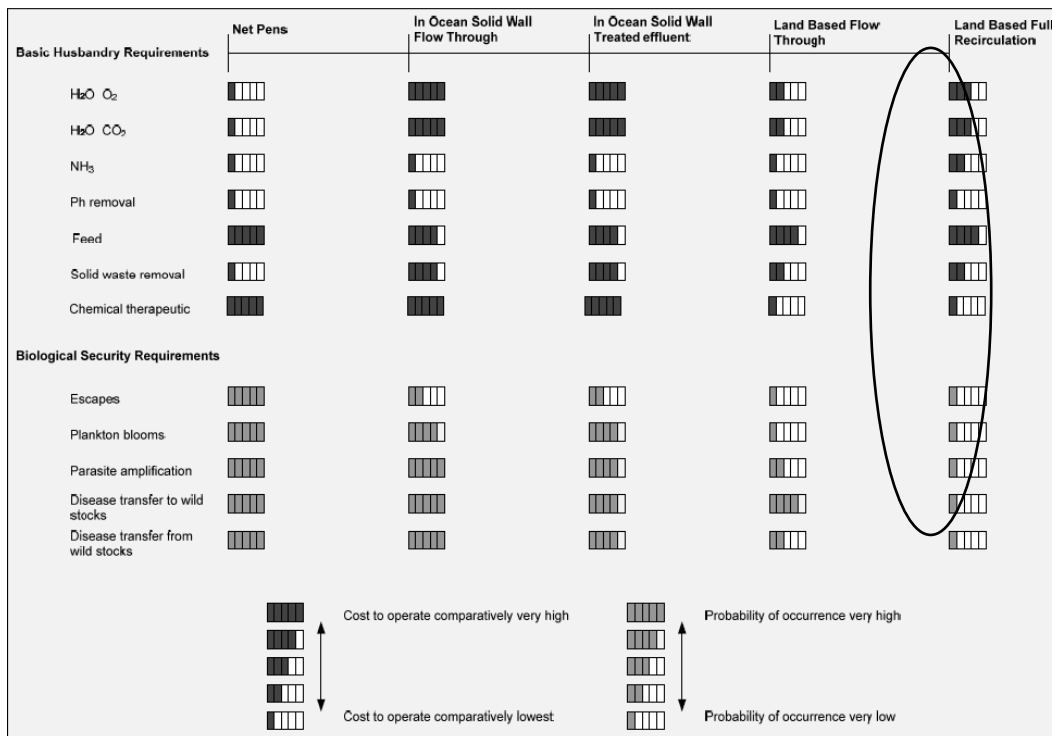 Net Pens
In Ocean Solid Wall
Flow Through
In Ocean Solid Wall
Treated effluent
Land Based Flow
Through
Land Based Full
Recirculation
Basic Husbandry Requirements
H₂O O₂
H₂O CO₂
NH₃
Ph removal
Feed
Solid waste removal
Chemical therapeutic
Biological Security Requirements
Escapes
Plankton blooms
Parasite amplification
Disease transfer to wild
stocks
Disease transfer from
wild stocks
Cost to operate comparatively very high
Probability of occurrence very high
Cost to operate comparatively lowest
Probability of occurrence very low